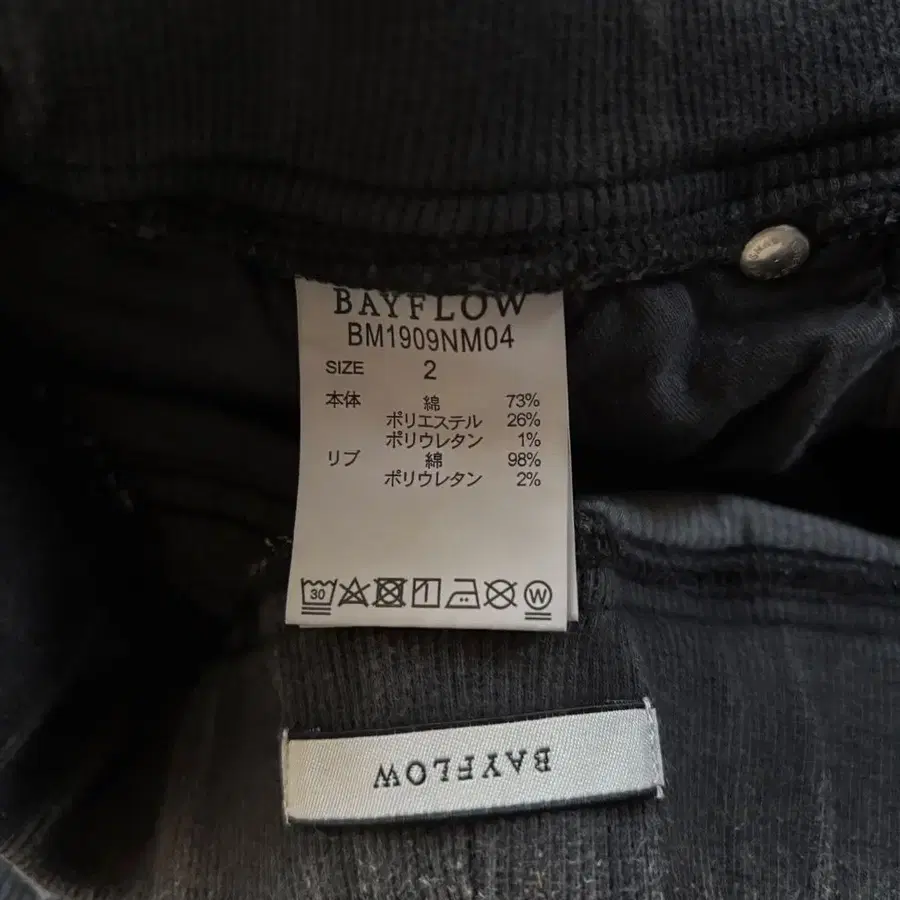 BAYFLOW
BM1909NM04
SIZE 2
本体 綿 73%
ポリエステル 26%
ポリウレタン 1%
リブ 綿 98%
ポリウレタン 2%
30 W
BAYFLOW